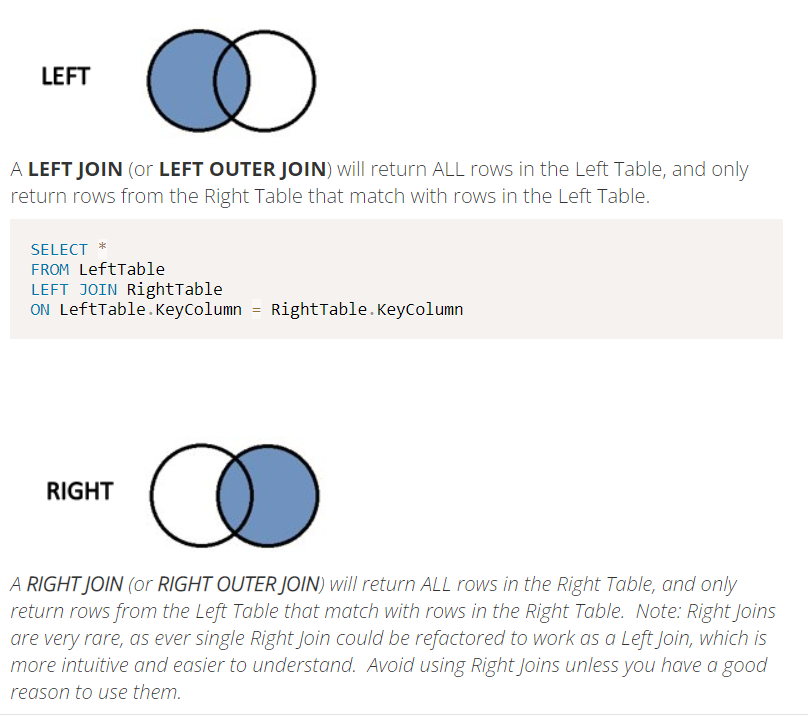 LEFT
A LEFT JOIN (or LEFT OUTER JOIN) will return ALL rows in the Left Table, and only
return rows from the Right Table that match with rows in the Left Table.
SELECT *
FROM LeftTable
LEFT JOIN RightTable
ON LeftTable.KeyColumn = RightTable.KeyColumn
RIGHT
A RIGHT JOIN (or RIGHT OUTER JOIN) will return ALL rows in the Right Table, and only
return rows from the Left Table that match with rows in the Right Table.  Note: Right Joins
are very rare, as ever single Right Join could be refactored to work as a Left Join, which is
more intuitive and easier to understand.  Avoid using Right Joins unless you have a good
reason to use them.